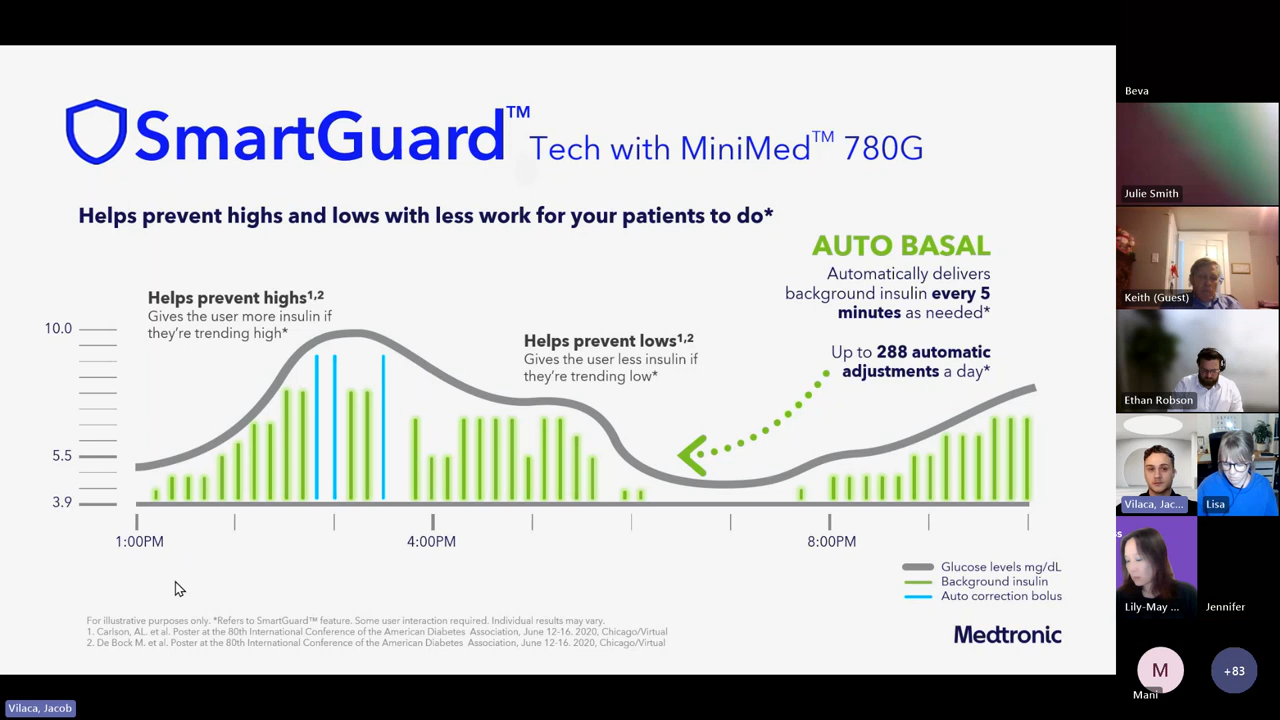 SmartGuard™ Tech with MiniMed™ 780G
Helps prevent highs and lows with less work for your patients to do*
AUTO BASAL
Automatically delivers
background insulin every 5
minutes as needed*
Up to 288 automatic
adjustments a day*
Helps prevent highs¹,²
Gives the user more insulin if
they're trending high*
Helps prevent lows¹,²
Gives the user less insulin if
they're trending low*
10.0
5.5
3.9
1:00PM
4:00PM
8:00PM
Glucose levels mg/dL
Background insulin
Auto correction bolus
For illustrative purposes only. *Refers to SmartGuard™ feature. Some user interaction required. Individual results may vary.
1. Carlson, AL. et al. Poster at the 80th International Conference of the American Diabetes Association, June 12-16. 2020, Chicago/Virtual
2. De Bock M. et al. Poster at the 80th International Conference of the American Diabetes Association, June 12-16. 2020, Chicago/Virtual
Medtronic
Vilaca, Jacob
Beva
Julie Smith
Keith (Guest)
Ethan Robson
Vilaca, Jac...
Lisa
Lily-May ...
Jennifer
M
Mani
+83